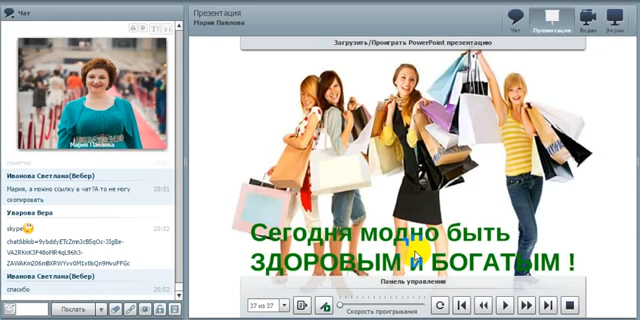 Чат
Мария Павлова
Иванова Светлана(Вебер)
Мария, а можно ссылку в чат?А то не могу
20:51
скопировать
Уварова Вера
skype
20:52
Иванова Светлана(Вебер)
спасибо
20:52
Послать
Презентация
Мария Павлова
Чат
Презентация
Видео
Экран
Загрузить/Проиграть PowerPoint презентацию
Сегодня модно быть
ЗДОРОВЫМ и БОГАТЫМ !
Панель управления
37 из 37
Скорость проигрывания